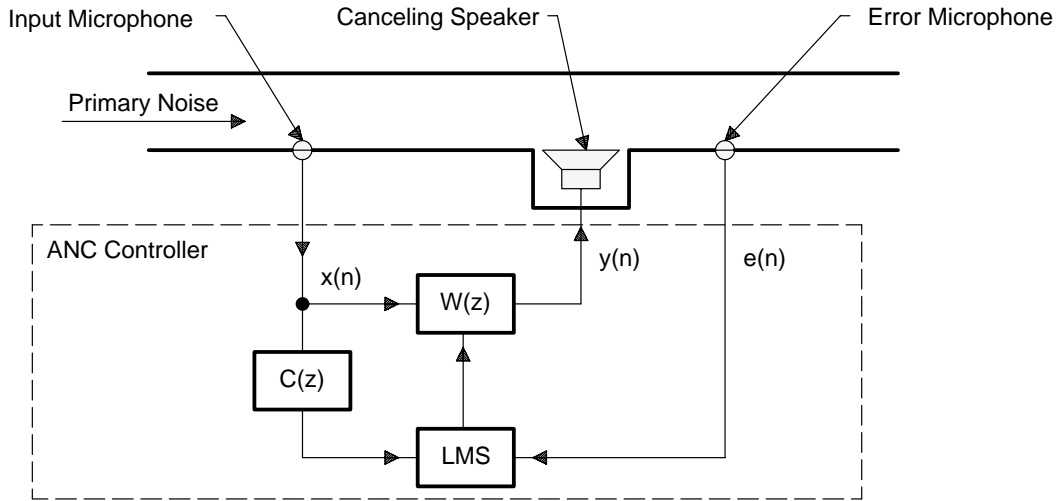 Input Microphone
Canceling Speaker
Error Microphone
Primary Noise
ANC Controller
x(n)
y(n)
e(n)
W(z)
C(z)
LMS